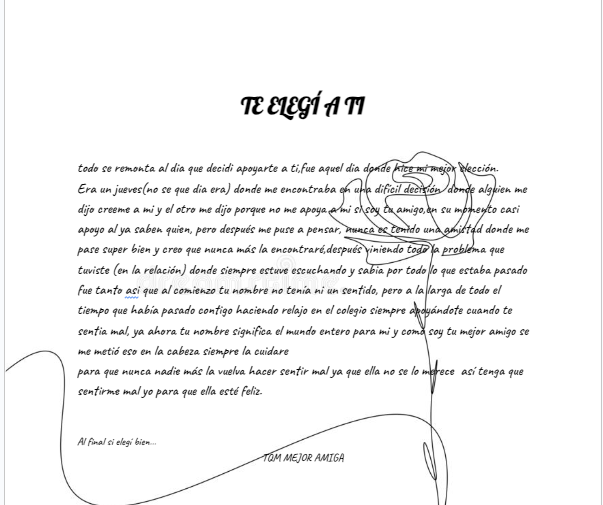 TE ELEGÍ A TI
todo se remonta al dia que decidi apoyarte a ti,fue aquel dia donde hice mi mejor elección.
Era un jueves(no se que dia era) donde me encontraba en una difícil decisión donde alguien me
dijo creeme a mi y el otro me dijo porque no me apoya a mi si soy tu amigo,en su momento casi
apoyo al ya saben quien, pero después me puse a pensar, nunca es tenido una amistad donde me
pase super bien y creo que nunca más la encontraré,después viniendo todo la problema que
tuviste (en la relación) donde siempre estuve escuchando y sabia por todo lo que estaba pasado
fue tanto asi que al comienzo tu nombre no tenía ni un sentido, pero a la larga de todo el
tiempo que había pasado contigo haciendo relajo en el colegio siempre apoyándote cuando te
sentia mal, ya ahora tu nombre significa el mundo entero para mi y como soy tu mejor amigo se
me metió eso en la cabeza siempre la cuidare
para que nunca nadie más la vuelva hacer sentir mal ya que ella no se lo merece así tenga que
sentirme mal yo para que ella esté feliz.
Al final si elegi bien...
TQM MEJOR AMIGA